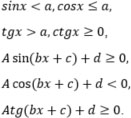 sinx < a, cosx ≤ a,
tgx > a, ctgx ≥ 0,
A sin(bx + c) + d ≥ 0,
A cos(bx + c) + d < 0,
Atg(bx + c) + d ≥ 0.